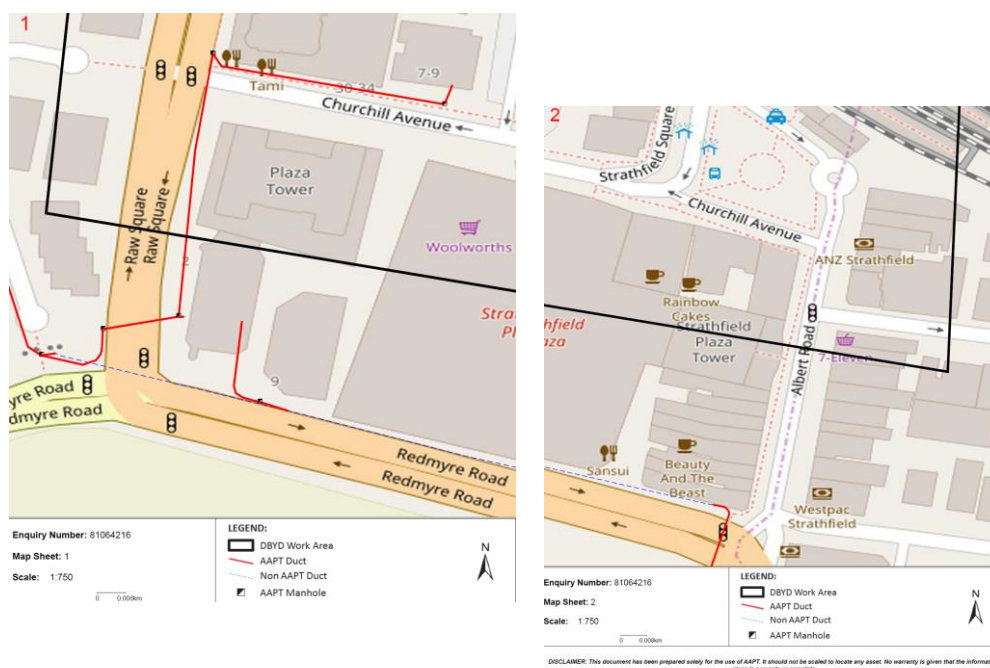 1
Tami
30-34
7-9
Churchill Avenue
Plaza
Tower
Raw Square
Raw Square
Woolworths
2
9
yre Road
dmyre Road
Redmyre Road
Redmyre Road
Enquiry Number: 81064216
Map Sheet: 1
Scale: 1:750
0 0.008km
LEGEND:
DBYD Work Area
AAPT Duct
Non AAPT Duct
AAPT Manhole
N
2
Strathfield Square
Churchill Avenue
ANZ Strathfield
Rainbow
Cakes
Strathfield
Plaza
Tower
7-Eleven
Albert Road
Sansui
Beauty
And The
Beast
Westpac
Strathfield
Enquiry Number: 81064216
Map Sheet: 2
Scale: 1:750
0 0.008km
LEGEND:
DBYD Work Area
AAPT Duct
Non AAPT Duct
AAPT Manhole
N
DISCLAIMER: This document has been prepared solely for the use of AAPT. It should not be scaled to locate any asset. No warranty is given that the informat